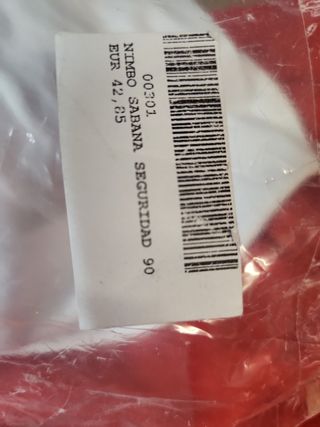 00301
NIMBO SABANA SEGURIDAD 90
EUR 42,85